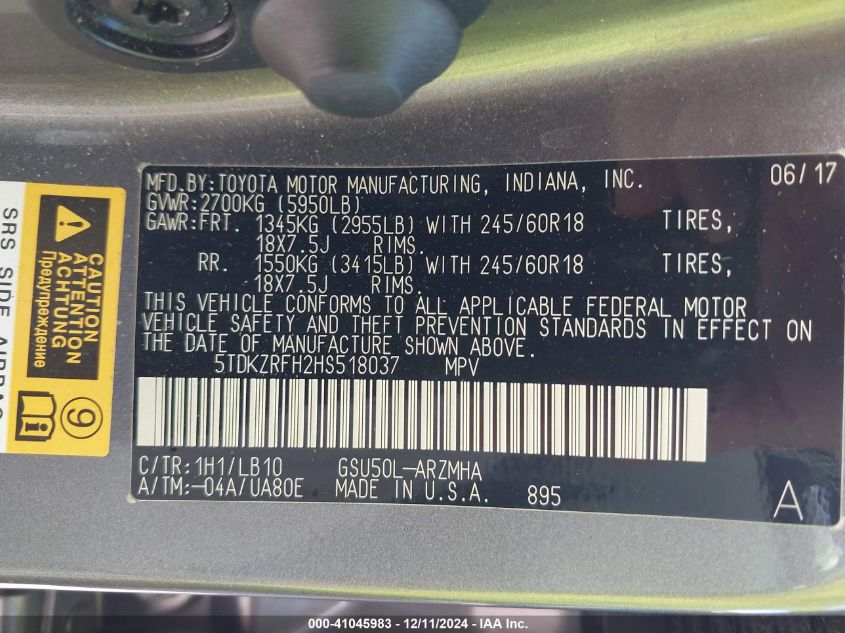 MFD.BY:TOYOTA MOTOR MANUFACTURING, INDIANA, INC. 06/17
GVWR:2700KG (5950LB)
GAWR:FRT. 1345KG (2955LB) WITH 245/60R18 TIRES,
18X7.5J RIMS.
RR. 1550KG (3415LB) WITH 245/60R18 TIRES,
18X7.5J RIMS.
THIS VEHICLE CONFORMS TO ALL APPLICABLE FEDERAL MOTOR
VEHICLE SAFETY AND THEFT PREVENTION STANDARDS IN EFFECT ON
THE DATE OF MANUFACTURE SHOWN ABOVE.
5TDKZRFH2HS518037 MPV
C/TR:1H1/LB10 GSU50L-ARZMHA
A/TM:-04A/UA80E MADE IN U.S.A. 895 A
SRS SIDE AIRBAG
CAUTION
ATTENTION
ACHTUNG
Предупреждение
9
000-41045983 - 12/11/2024 - IAA Inc.